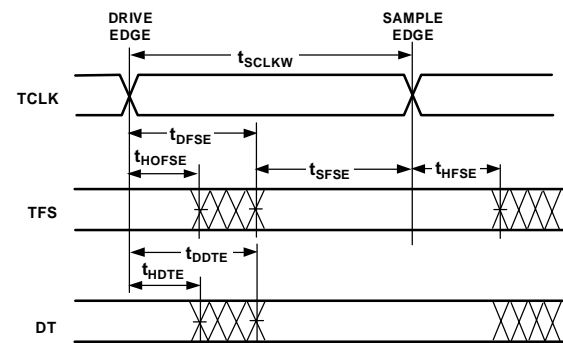 DRIVE
EDGE
SAMPLE
EDGE
tSCLKW
TCLK
tDFSE
tHOFSE
tSFSE
tHFSE
TFS
tDDTE
tHDTE
DT